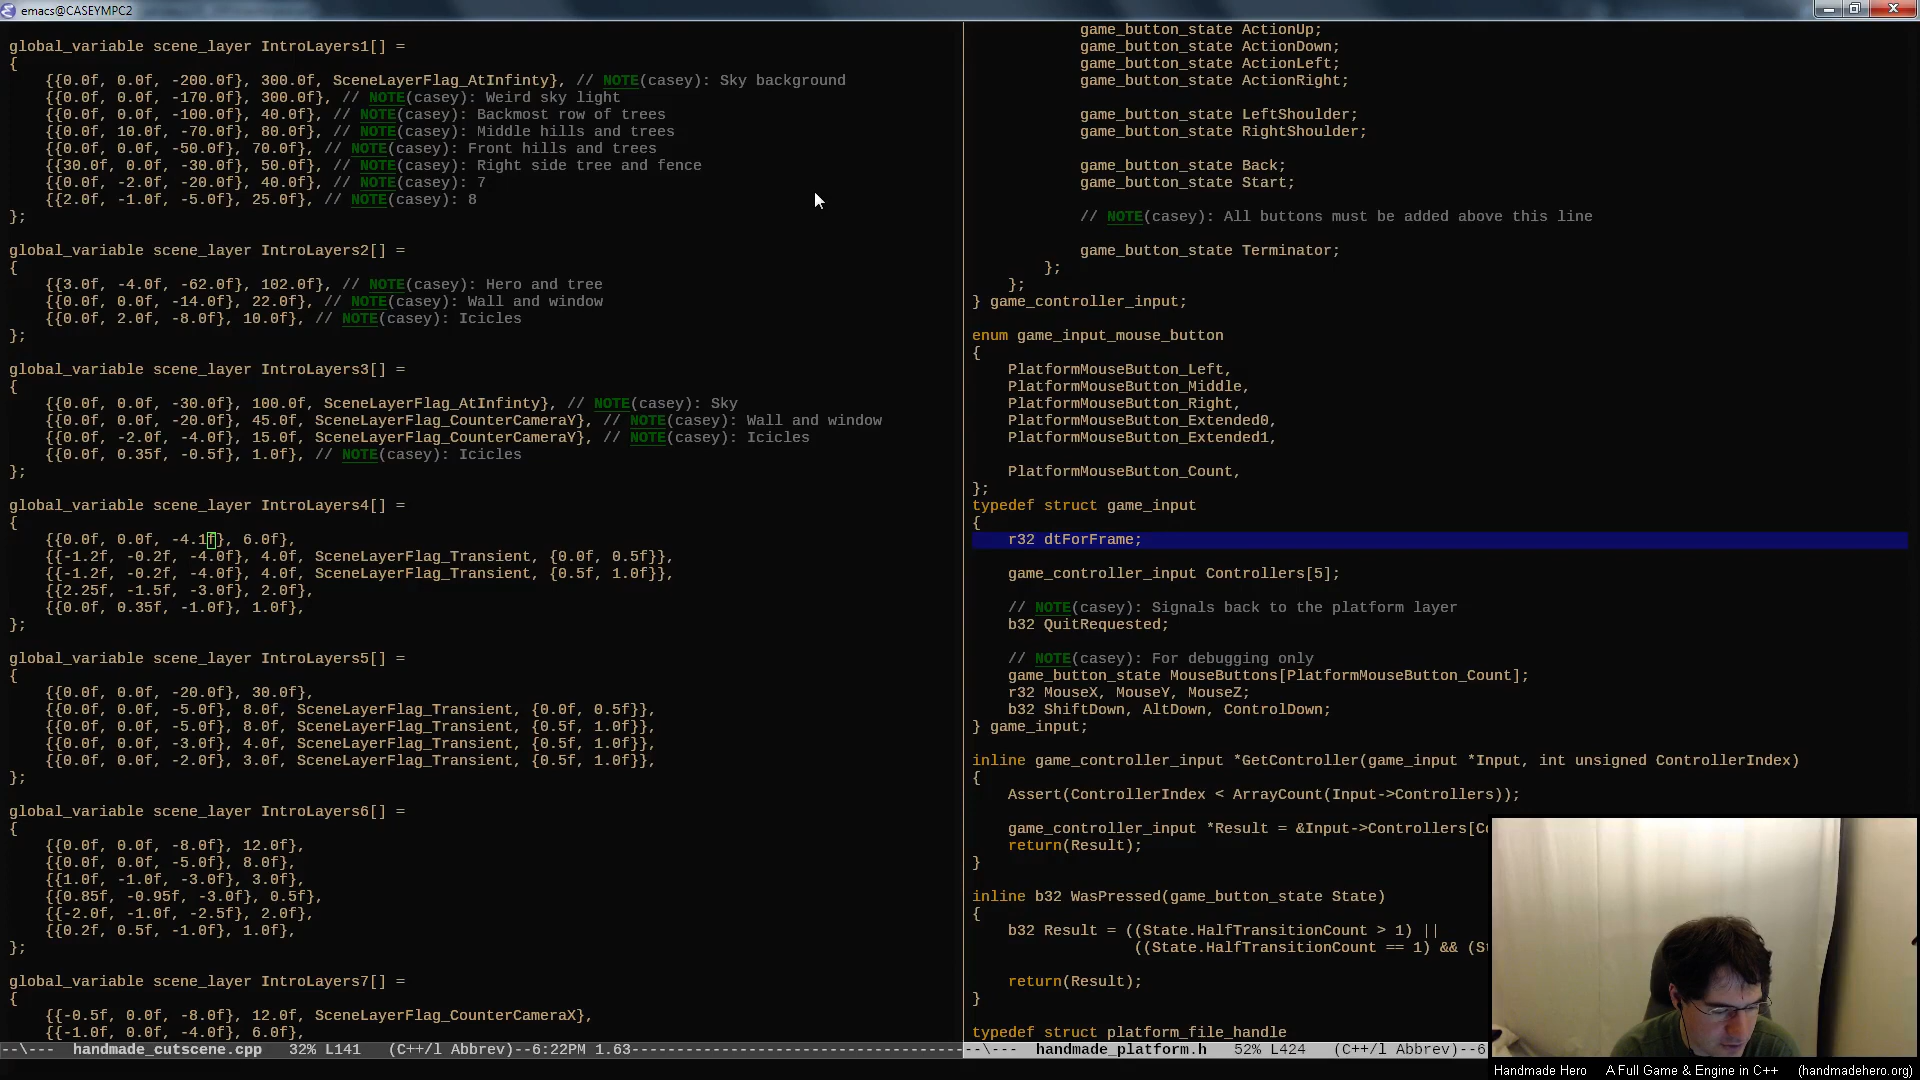 emacs@CASEYMPC2
global_variable scene_layer IntroLayers1[] =
{
    {{0.0f, 0.0f, -200.0f}, 300.0f, SceneLayerFlag_AtInfinty}, // NOTE(casey): Sky background
    {{0.0f, 0.0f, -170.0f}, 300.0f}, // NOTE(casey): Weird sky light
    {{0.0f, 0.0f, -100.0f}, 40.0f}, // NOTE(casey): Backmost row of trees
    {{0.0f, 10.0f, -70.0f}, 80.0f}, // NOTE(casey): Middle hills and trees
    {{0.0f, 0.0f, -50.0f}, 70.0f}, // NOTE(casey): Front hills and trees
    {{30.0f, 0.0f, -30.0f}, 50.0f}, // NOTE(casey): Right side tree and fence
    {{0.0f, -2.0f, -20.0f}, 40.0f}, // NOTE(casey): 7
    {{2.0f, -1.0f, -5.0f}, 25.0f}, // NOTE(casey): 8
};
global_variable scene_layer IntroLayers2[] =
{
    {{3.0f, -4.0f, -62.0f}, 102.0f}, // NOTE(casey): Hero and tree
    {{0.0f, 0.0f, -14.0f}, 22.0f}, // NOTE(casey): Wall and window
    {{0.0f, 2.0f, -8.0f}, 10.0f}, // NOTE(casey): Icicles
};
global_variable scene_layer IntroLayers3[] =
{
    {{0.0f, 0.0f, -30.0f}, 100.0f, SceneLayerFlag_AtInfinty}, // NOTE(casey): Sky
    {{0.0f, 0.0f, -20.0f}, 45.0f, SceneLayerFlag_CounterCameraY}, // NOTE(casey): Wall and window
    {{0.0f, -2.0f, -4.0f}, 15.0f, SceneLayerFlag_CounterCameraY}, // NOTE(casey): Icicles
    {{0.0f, 0.35f, -0.5f}, 1.0f}, // NOTE(casey): Icicles
};
global_variable scene_layer IntroLayers4[] =
{
    {{0.0f, 0.0f, -4.1f}, 6.0f},
    {{-1.2f, -0.2f, -4.0f}, 4.0f, SceneLayerFlag_Transient, {0.0f, 0.5f}},
    {{-1.2f, -0.2f, -4.0f}, 4.0f, SceneLayerFlag_Transient, {0.5f, 1.0f}},
    {{2.25f, -1.5f, -3.0f}, 2.0f},
    {{0.0f, 0.35f, -1.0f}, 1.0f},
};
global_variable scene_layer IntroLayers5[] =
{
    {{0.0f, 0.0f, -20.0f}, 30.0f},
    {{0.0f, 0.0f, -5.0f}, 8.0f, SceneLayerFlag_Transient, {0.0f, 0.5f}},
    {{0.0f, 0.0f, -5.0f}, 8.0f, SceneLayerFlag_Transient, {0.5f, 1.0f}},
    {{0.0f, 0.0f, -3.0f}, 4.0f, SceneLayerFlag_Transient, {0.5f, 1.0f}},
    {{0.0f, 0.0f, -2.0f}, 3.0f, SceneLayerFlag_Transient, {0.5f, 1.0f}},
};
global_variable scene_layer IntroLayers6[] =
{
    {{0.0f, 0.0f, -8.0f}, 12.0f},
    {{0.0f, 0.0f, -5.0f}, 8.0f},
    {{1.0f, -1.0f, -3.0f}, 3.0f},
    {{0.85f, -0.95f, -3.0f}, 0.5f},
    {{-2.0f, -1.0f, -2.5f}, 2.0f},
    {{0.2f, 0.5f, -1.0f}, 1.0f},
};
global_variable scene_layer IntroLayers7[] =
{
    {{-0.5f, 0.0f, -8.0f}, 12.0f, SceneLayerFlag_CounterCameraX},
    {{-1.0f, 0.0f, -4.0f}, 6.0f},
--\--- handmade_cutscene.cpp 32% L141 (C++/l Abbrev)--6:22PM 1.63
game_button_state ActionUp;
game_button_state ActionDown;
game_button_state ActionLeft;
game_button_state ActionRight;
game_button_state LeftShoulder;
game_button_state RightShoulder;
game_button_state Back;
game_button_state Start;
// NOTE(casey): All buttons must be added above this line
game_button_state Terminator;
};
};
} game_controller_input;
enum game_input_mouse_button
{
    PlatformMouseButton_Left,
    PlatformMouseButton_Middle,
    PlatformMouseButton_Right,
    PlatformMouseButton_Extended0,
    PlatformMouseButton_Extended1,
    PlatformMouseButton_Count,
};
typedef struct game_input
{
    r32 dtForFrame;
    game_controller_input Controllers[5];
    // NOTE(casey): Signals back to the platform layer
    b32 QuitRequested;
    // NOTE(casey): For debugging only
    game_button_state MouseButtons[PlatformMouseButton_Count];
    r32 MouseX, MouseY, MouseZ;
    b32 ShiftDown, AltDown, ControlDown;
} game_input;
inline game_controller_input *GetController(game_input *Input, int unsigned ControllerIndex)
{
    Assert(ControllerIndex < ArrayCount(Input->Controllers));
    game_controller_input *Result = &Input->Controllers[Co
    return(Result);
}
inline b32 WasPressed(game_button_state State)
{
    b32 Result = ((State.HalfTransitionCount > 1) ||
                  ((State.HalfTransitionCount == 1) && (St
    return(Result);
}
typedef struct platform_file_handle
--\--- handmade_platform.h 52% L424 (C++/l Abbrev)--6
Handmade Hero A Full Game & Engine in C++ (handmadehero.org)